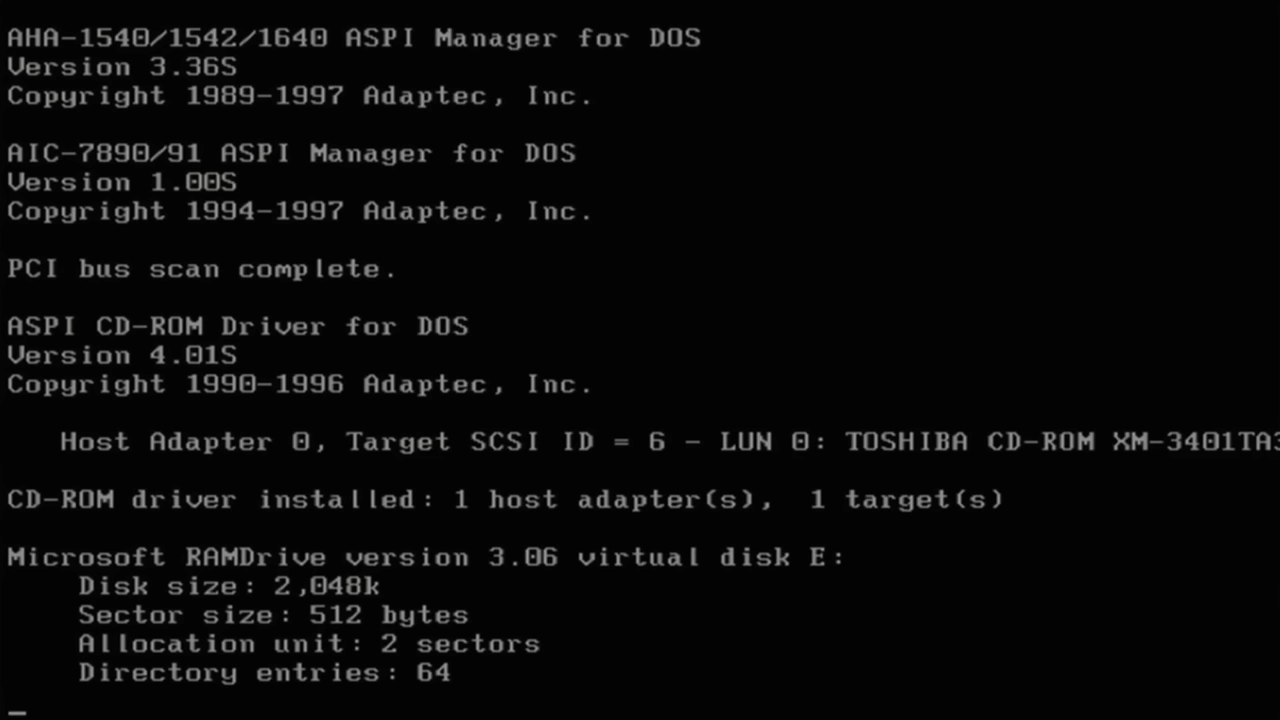 AHA-1540/1542/1640 ASPI Manager for DOS
Version 3.36S
Copyright 1989-1997 Adaptec, Inc.
AIC-7890/91 ASPI Manager for DOS
Version 1.00S
Copyright 1994-1997 Adaptec, Inc.
PCI bus scan complete.
ASPI CD-ROM Driver for DOS
Version 4.01S
Copyright 1990-1996 Adaptec, Inc.
Host Adapter 0, Target SCSI ID = 6 - LUN 0: TOSHIBA CD-ROM XM-3401TA3
CD-ROM driver installed: 1 host adapter(s), 1 target(s)
Microsoft RAMDrive version 3.06 virtual disk E:
Disk size: 2,048k
Sector size: 512 bytes
Allocation unit: 2 sectors
Directory entries: 64
_